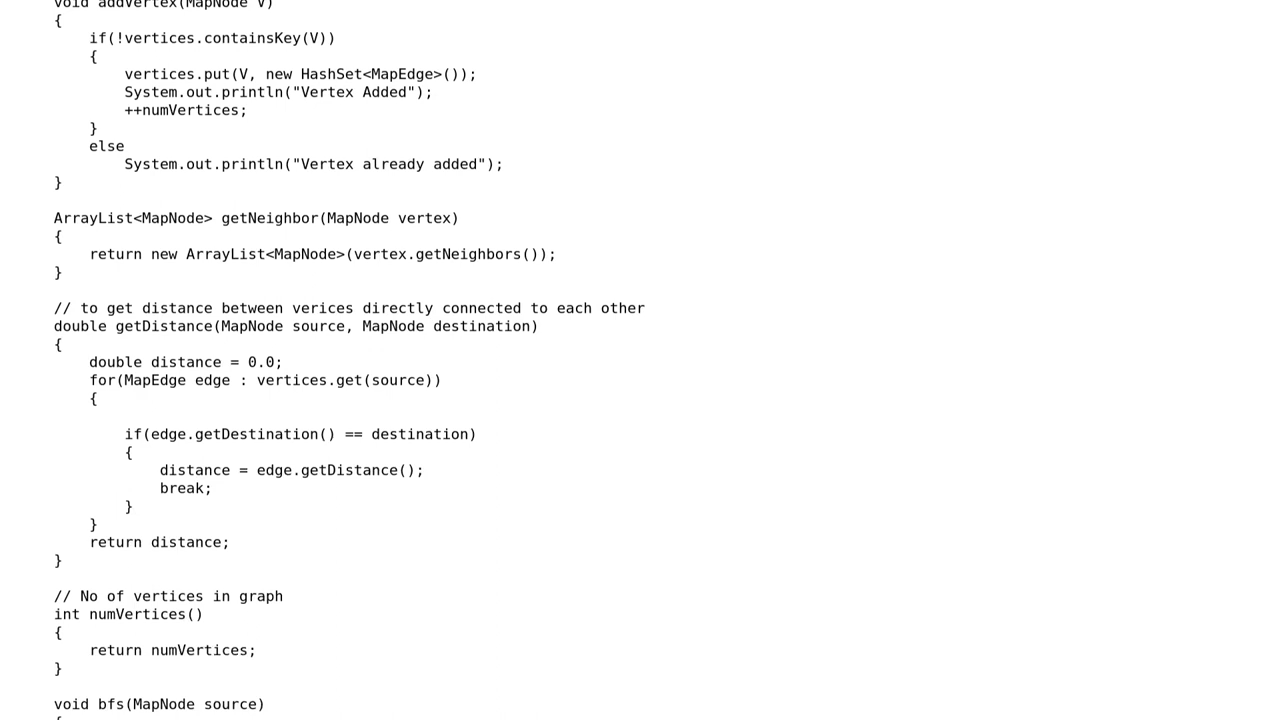 void addVertex(MapNode V)
{
    if(!vertices.containsKey(V))
    {
        vertices.put(V, new HashSet<MapEdge>());
        System.out.println("Vertex Added");
        ++numVertices;
    }
    else
        System.out.println("Vertex already added");
}

ArrayList<MapNode> getNeighbor(MapNode vertex)
{
    return new ArrayList<MapNode>(vertex.getNeighbors());
}

// to get distance between verices directly connected to each other
double getDistance(MapNode source, MapNode destination)
{
    double distance = 0.0;
    for(MapEdge edge : vertices.get(source))
    {

        if(edge.getDestination() == destination)
        {
            distance = edge.getDistance();
            break;
        }
    }
    return distance;
}

// No of vertices in graph
int numVertices()
{
    return numVertices;
}

void bfs(MapNode source)
{